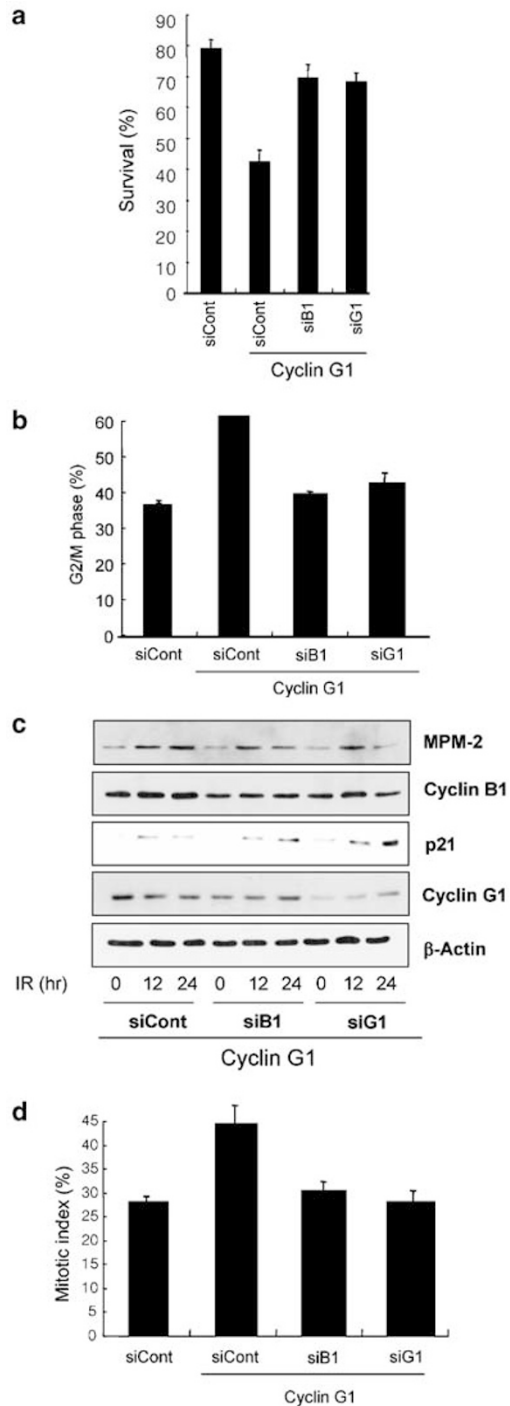 a
Survival (%)
90
80
70
60
50
40
30
20
10
0
siCont
siCont
siB1
siG1
Cyclin G1
b
G2/M phase (%)
60
50
40
30
20
10
0
siCont
siCont
siB1
siG1
Cyclin G1
c
MPM-2
Cyclin B1
p21
Cyclin G1
β-Actin
IR (hr) 0 12 24 0 12 24 0 12 24
siCont siB1 siG1
Cyclin G1
d
Mitotic index (%)
45
40
35
30
25
20
15
10
5
0
siCont
siCont
siB1
siG1
Cyclin G1